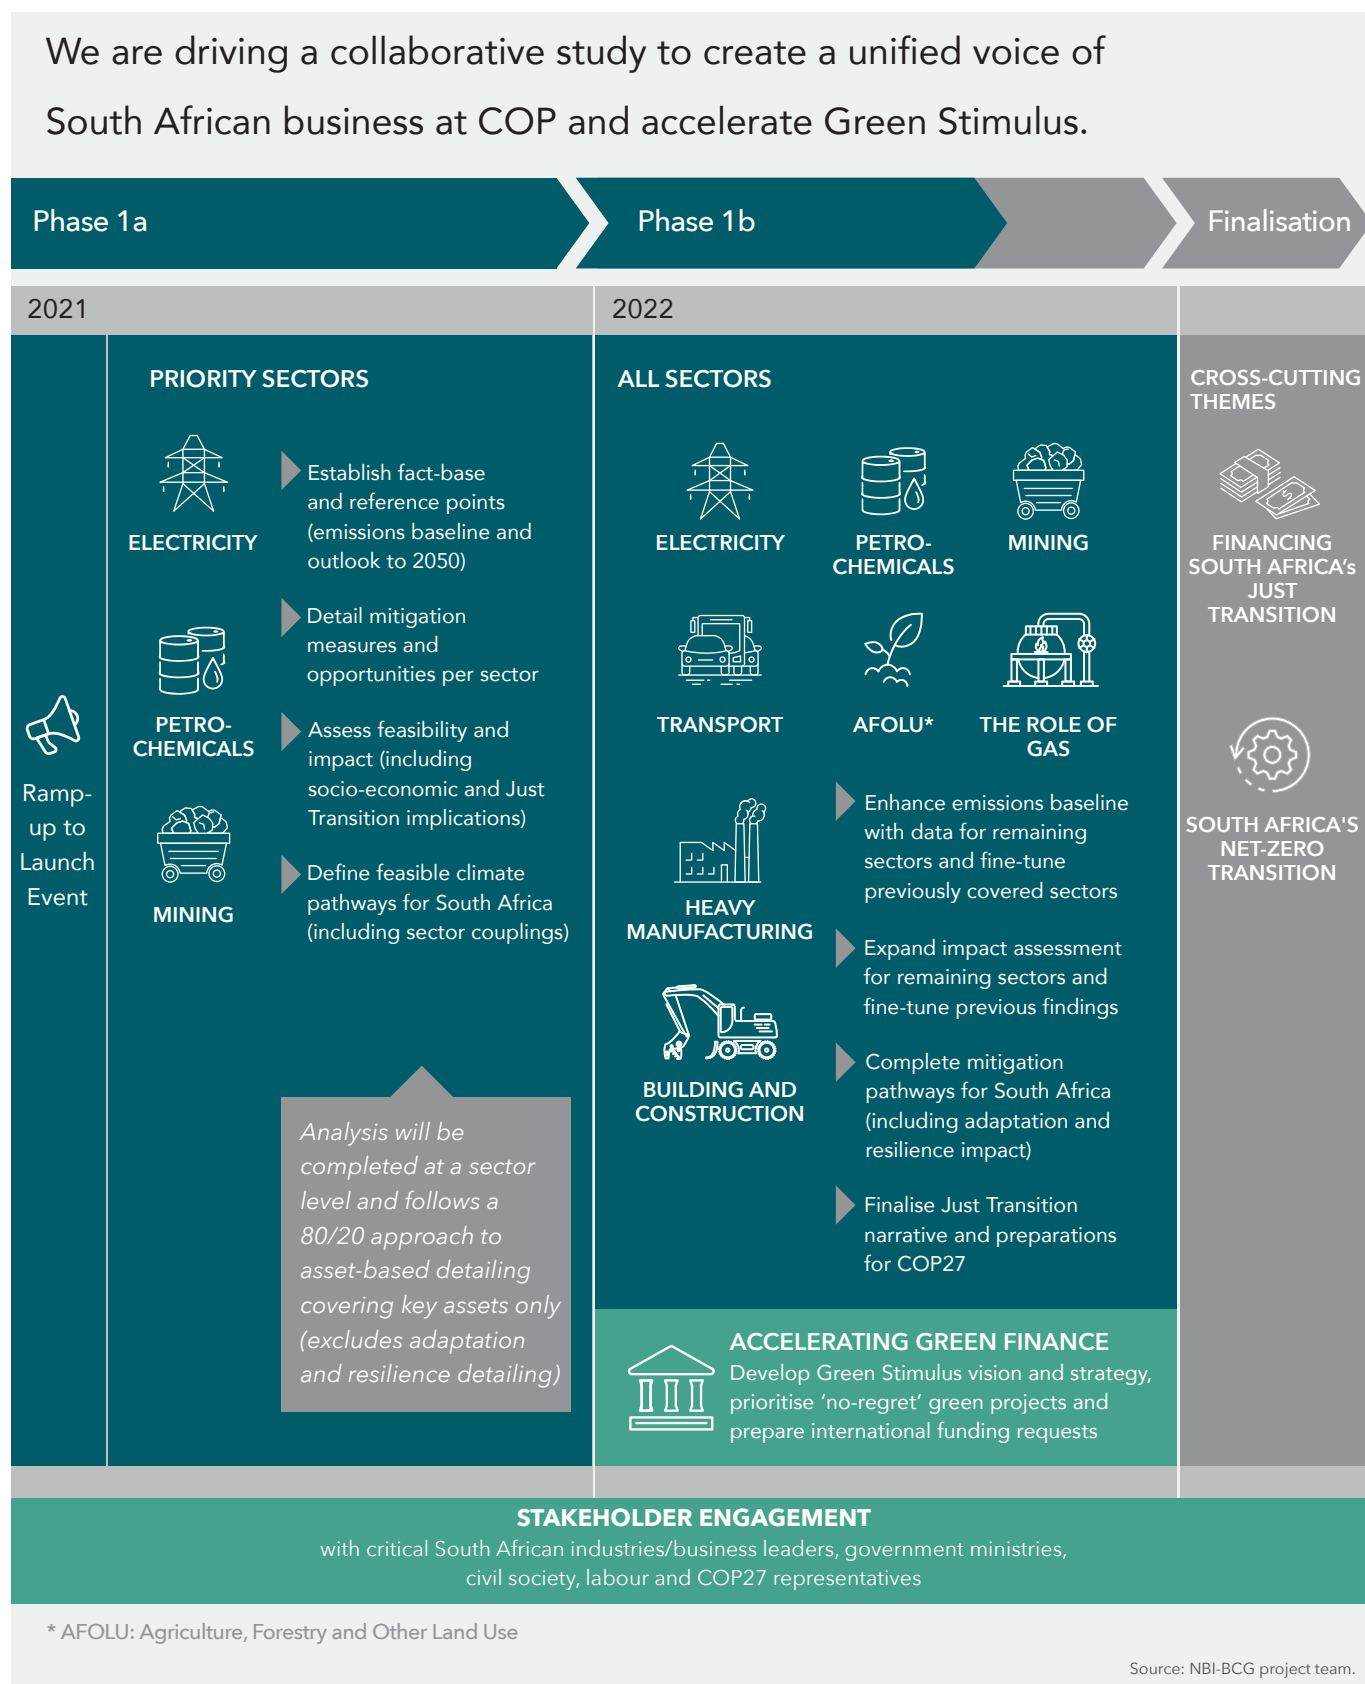 We are driving a collaborative study to create a unified voice of
South African business at COP and accelerate Green Stimulus.
Phase 1a
Phase 1b
Finalisation
2021
2022
Ramp-
up to
Launch
Event
PRIORITY SECTORS
ELECTRICITY
PETRO-
CHEMICALS
MINING
Establish fact-base
and reference points
(emissions baseline and
outlook to 2050)
Detail mitigation
measures and
opportunities per sector
Assess feasibility and
impact (including
socio-economic and Just
Transition implications)
Define feasible climate
pathways for South Africa
(including sector couplings)
Analysis will be
completed at a sector
level and follows a
80/20 approach to
asset-based detailing
covering key assets only
(excludes adaptation
and resilience detailing)
ALL SECTORS
ELECTRICITY
PETRO-
CHEMICALS
MINING
TRANSPORT
AFOLU*
THE ROLE OF
GAS
HEAVY
MANUFACTURING
BUILDING AND
CONSTRUCTION
Enhance emissions baseline
with data for remaining
sectors and fine-tune
previously covered sectors
Expand impact assessment
for remaining sectors and
fine-tune previous findings
Complete mitigation
pathways for South Africa
(including adaptation and
resilience impact)
Finalise Just Transition
narrative and preparations
for COP27
ACCELERATING GREEN FINANCE
Develop Green Stimulus vision and strategy,
prioritise ‘no-regret’ green projects and
prepare international funding requests
CROSS-CUTTING
THEMES
FINANCING
SOUTH AFRICA’s
JUST
TRANSITION
SOUTH AFRICA'S
NET-ZERO
TRANSITION
STAKEHOLDER ENGAGEMENT
with critical South African industries/business leaders, government ministries,
civil society, labour and COP27 representatives
* AFOLU: Agriculture, Forestry and Other Land Use
Source: NBI-BCG project team.